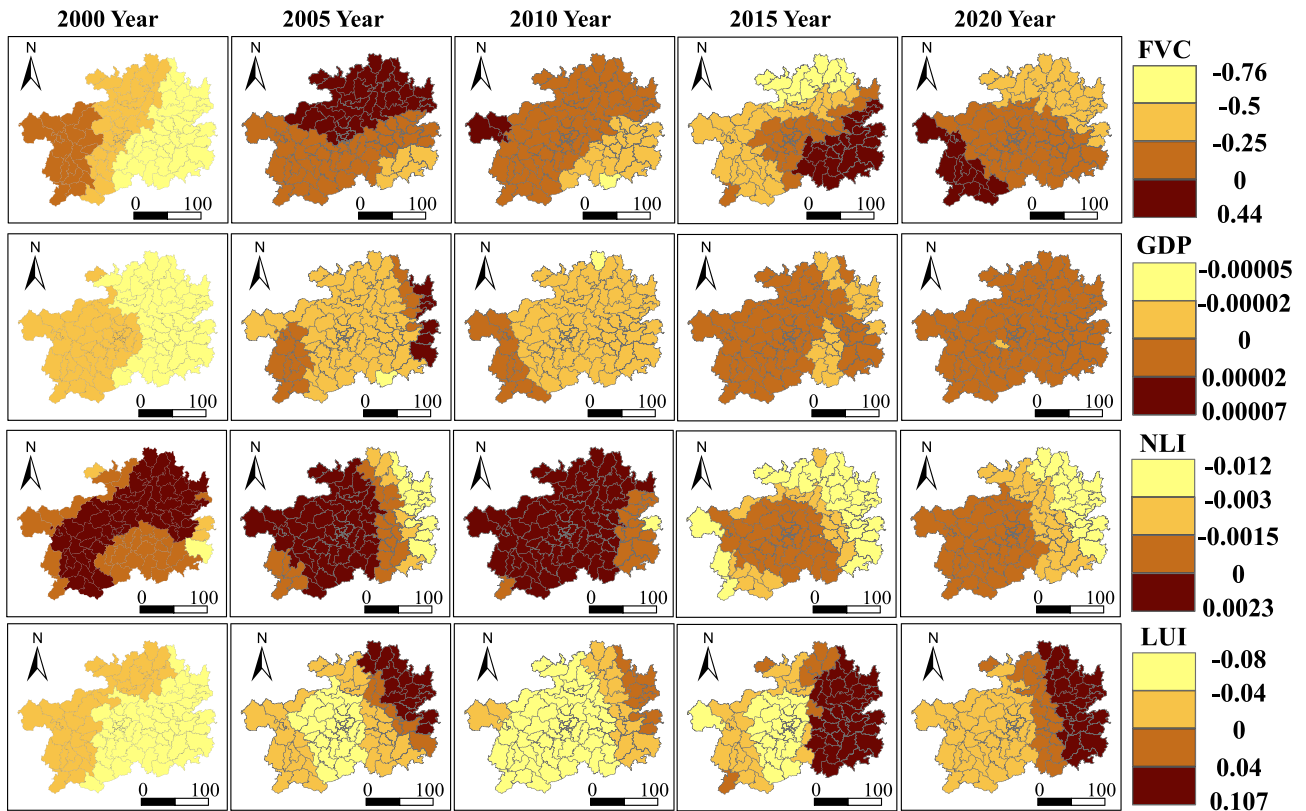 2000 Year 2005 Year 2010 Year 2015 Year 2020 Year
N N N N N FVC
-0.76
-0.5
-0.25
0
0 100 0 100 0 100 0 100 0 100 0.44
N N N N N GDP
-0.00005
-0.00002
0
0.00002
0 100 0 100 0 100 0 100 0 100 0.00007
N N N N N NLI
-0.012
-0.003
-0.0015
0
0 100 0 100 0 100 0 100 0 100 0.0023
N N N N N LUI
-0.08
-0.04
0
0.04
0 100 0 100 0 100 0 100 0 100 0.107